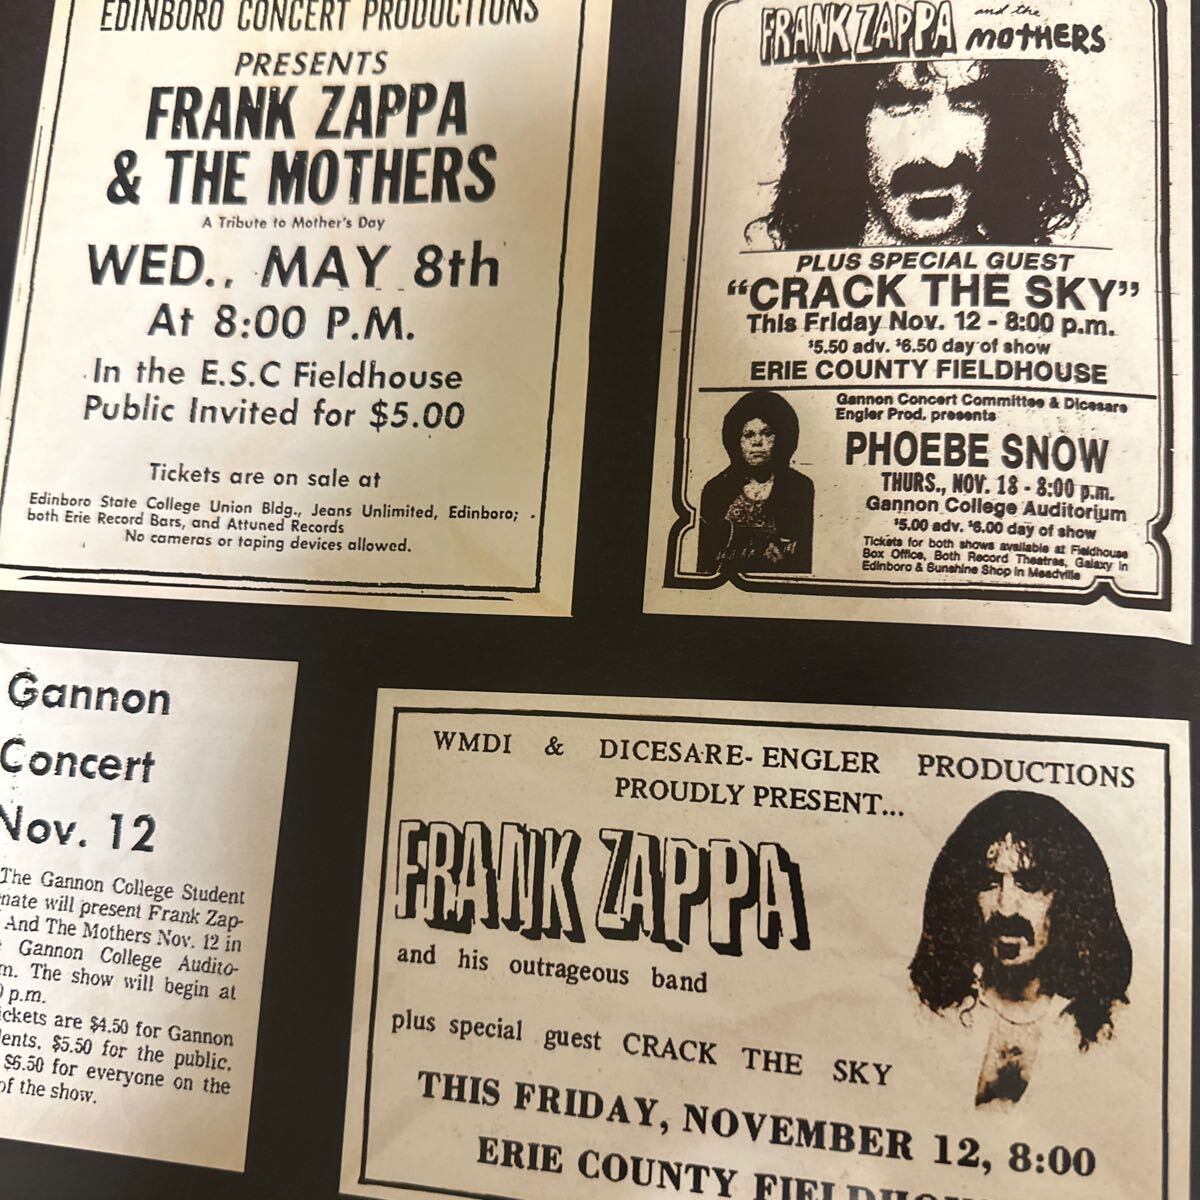 EDINBORO CONCERT PRODUCTIONS
PRESENTS
FRANK ZAPPA
& THE MOTHERS
A Tribute to Mother's Day
WED., MAY 8th
At 8:00 P.M.
In the E.S.C Fieldhouse
Public Invited for $5.00
Tickets are on sale at
Edinboro State College Union Bldg., Jeans Unlimited, Edinboro;
both Erie Record Bars, and Attuned Records
No cameras or taping devices allowed.
FRANK ZAPPA and the MOTHERS
PLUS SPECIAL GUEST
“CRACK THE SKY”
This Friday Nov. 12 - 8:00 p.m.
$5.50 adv. $6.50 day of show
ERIE COUNTY FIELDHOUSE
Gannon Concert Committee & Dicesare
Engler Prod. presents
PHOEBE SNOW
THURS., NOV. 18 - 8:00 p.m.
Gannon College Auditorium
$5.00 adv. $6.00 day of show
Tickets for both shows available at Fieldhouse
Box Office, Both Record Theatres, Galaxy in
Edinboro & Sunshine Shop in Meadville
Gannon
Concert
Nov. 12
The Gannon College Student
nate will present Frank Zap-
And The Mothers Nov. 12 in
Gannon College Audito-
m. The show will begin at
p.m.
ickets are $4.50 for Gannon
ents, $5.50 for the public,
$6.50 for everyone on the
of the show.
WMDI & DICESARE-ENGLER PRODUCTIONS
PROUDLY PRESENT...
FRANK ZAPPA
and his outrageous band
plus special guest CRACK THE SKY
THIS FRIDAY, NOVEMBER 12, 8:00
ERIE COUNTY FIELDHO